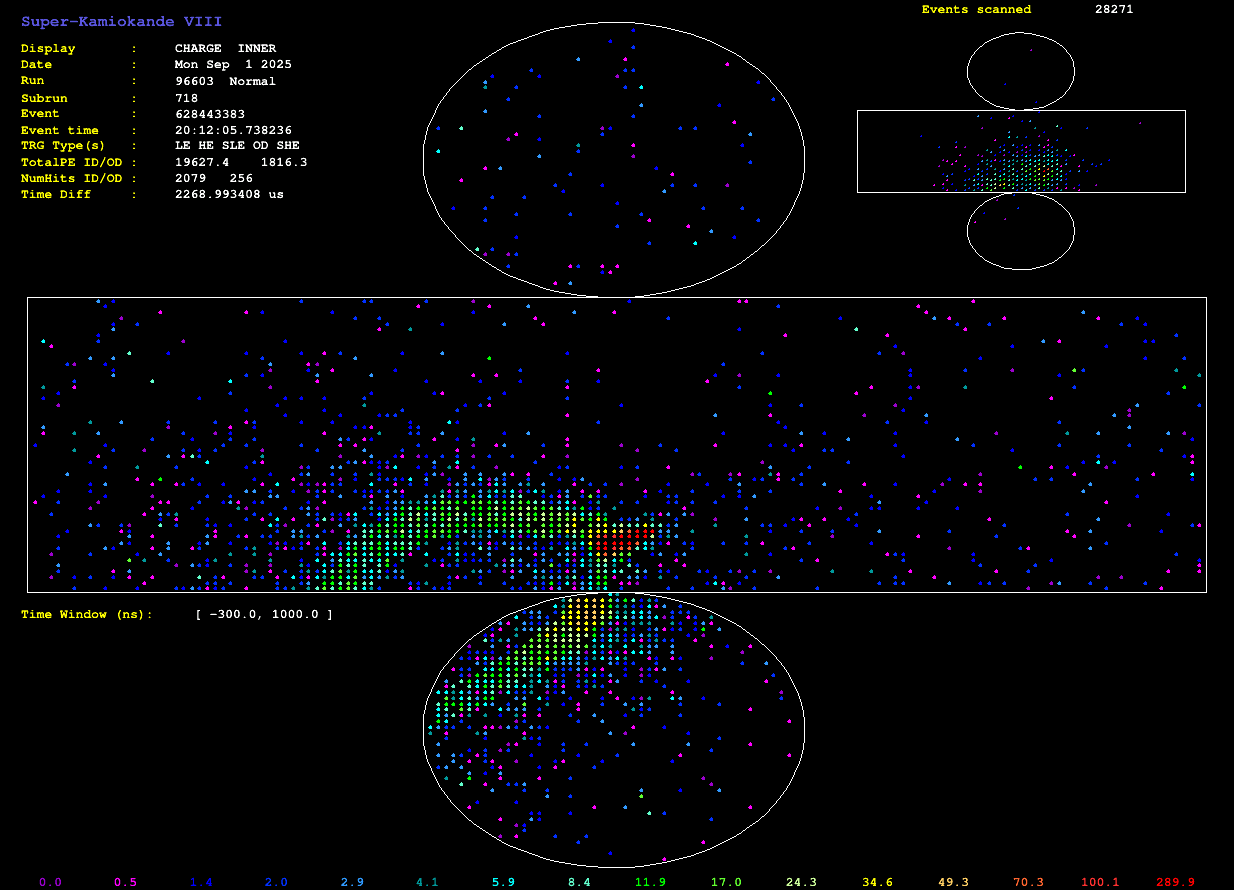 Super-Kamiokande VIII
Events scanned 28271
Display : CHARGE INNER
Date : Mon Sep 1 2025
Run : 96603 Normal
Subrun : 718
Event : 628443383
Event time : 20:12:05.738236
TRG Type(s) : LE HE SLE OD SHE
TotalPE ID/OD : 19627.4 1816.3
NumHits ID/OD : 2079 256
Time Diff : 2268.993408 us
Time Window (ns): [ -300.0, 1000.0 ]
0.0 0.5 1.4 2.0 2.9 4.1 5.9 8.4 11.9 17.0 24.3 34.6 49.3 70.3 100.1 289.9